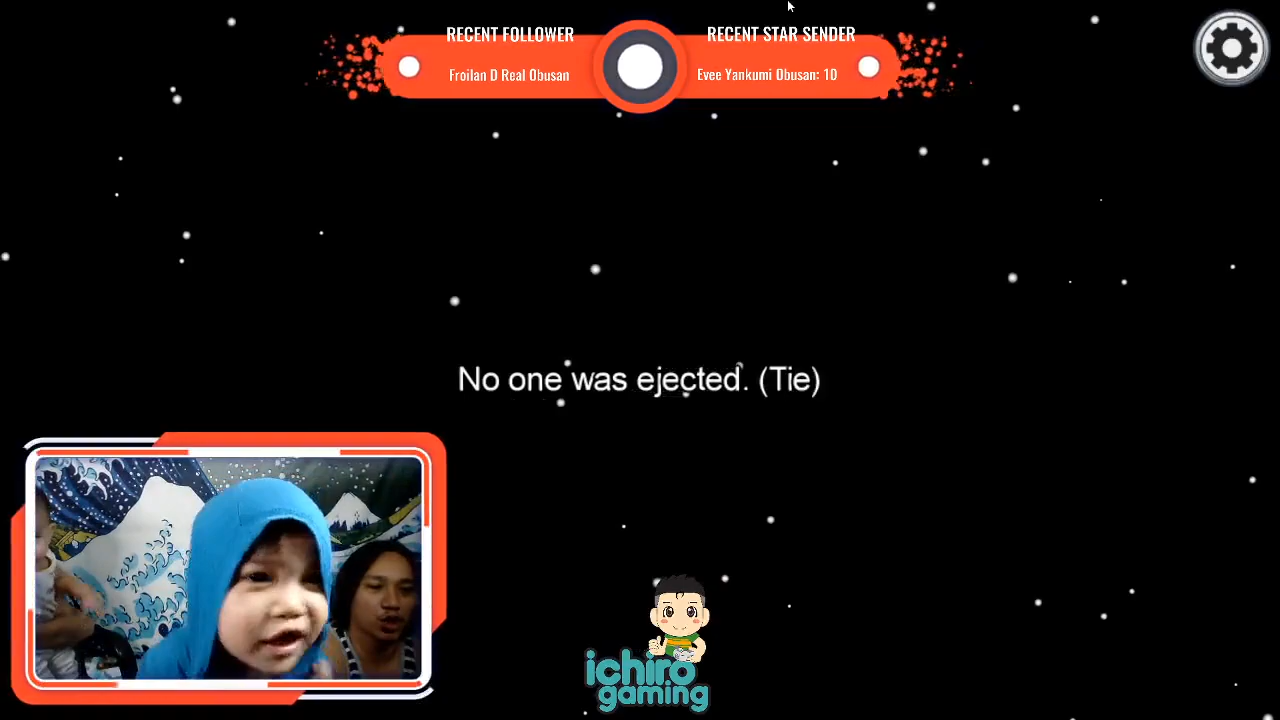 RECENT FOLLOWER
Froilan D Real Obusan
RECENT STAR SENDER
Evee Yankumi Obusan: 10
No one was ejected. (Tie)
ichiro
gaming